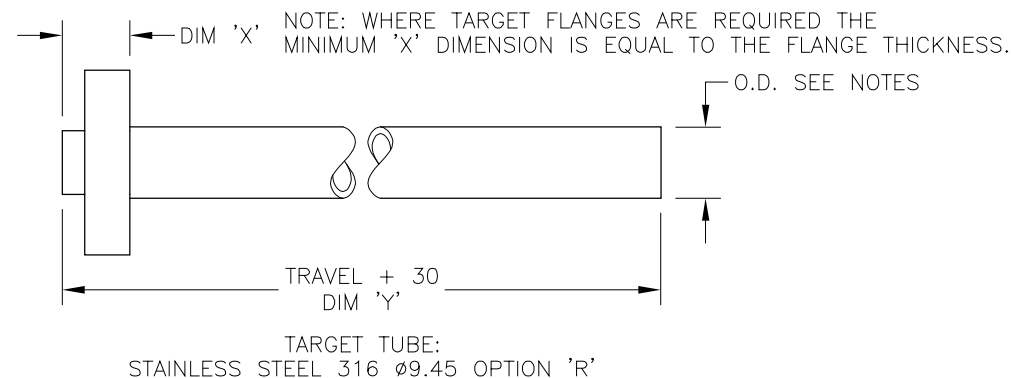 DIM 'X'
NOTE: WHERE TARGET FLANGES ARE REQUIRED THE
MINIMUM 'X' DIMENSION IS EQUAL TO THE FLANGE THICKNESS.
O.D. SEE NOTES
TRAVEL + 30
DIM 'Y'
TARGET TUBE:
STAINLESS STEEL 316 Ø9.45 OPTION 'R'